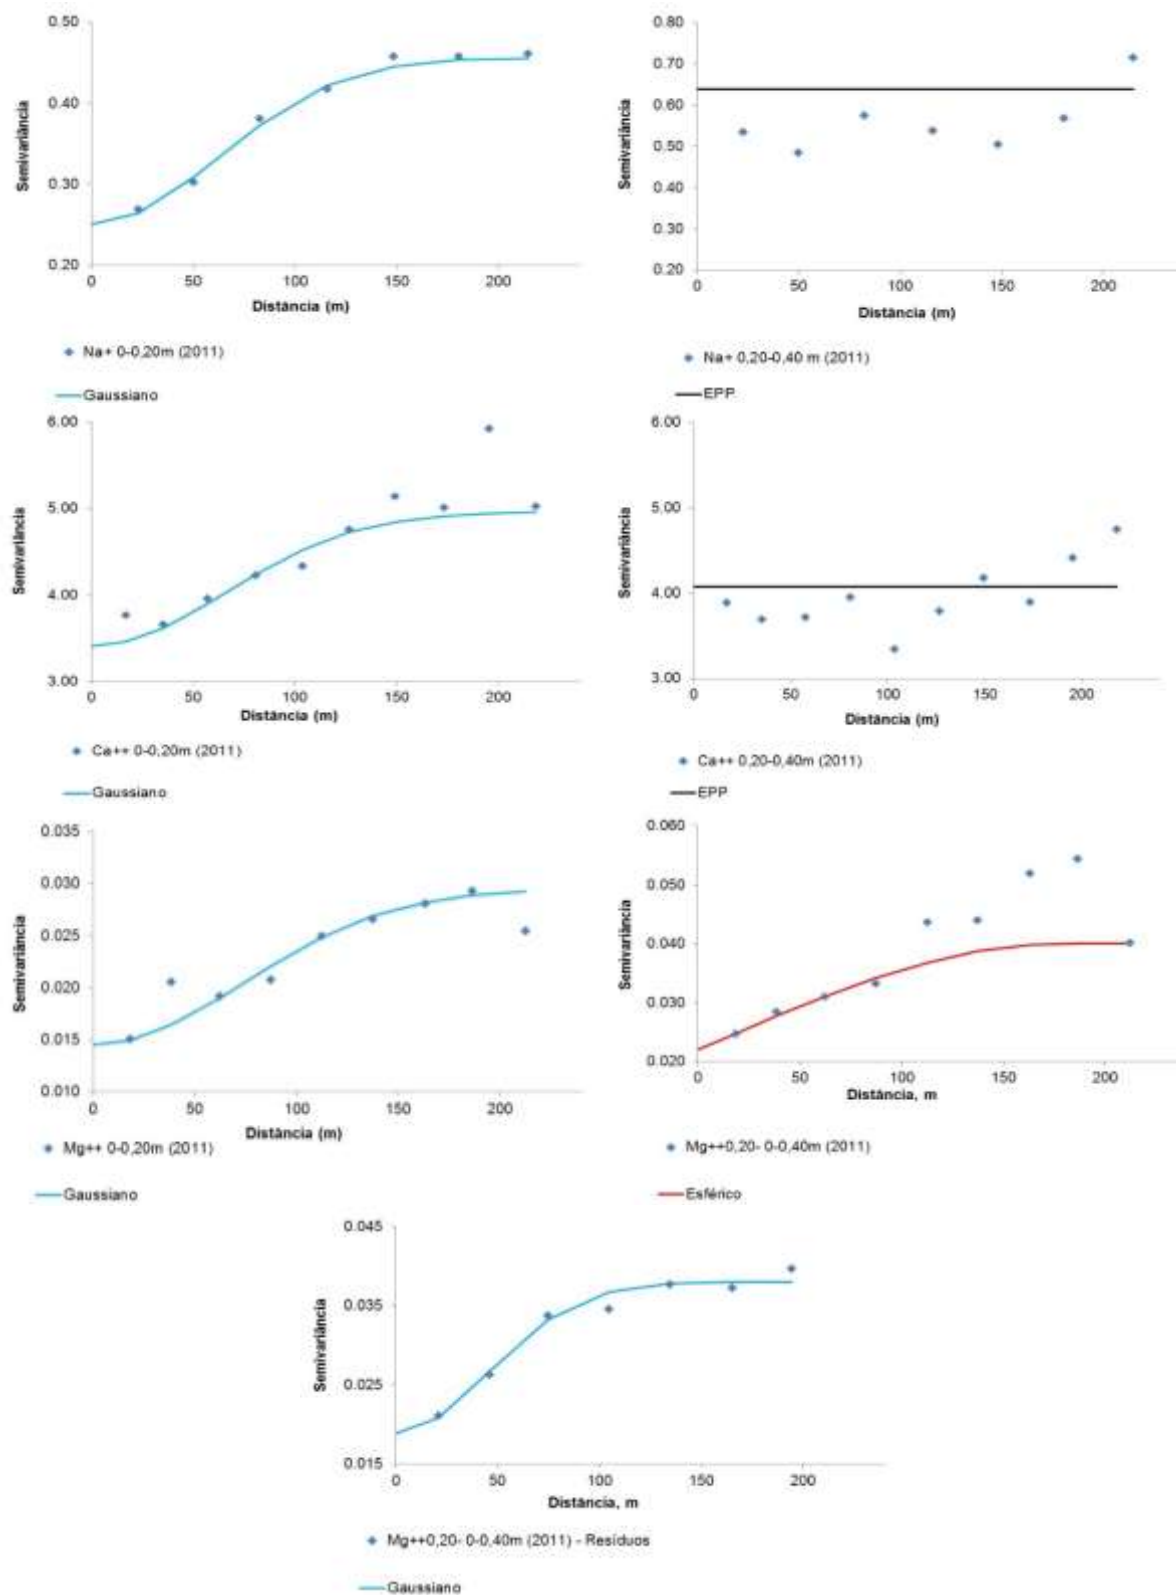 0.50
0.40
0.30
0.20
Semivariância
0 50 100 150 200
Distância (m)
Na+ 0-0,20m (2011)
Gaussiano
0.80
0.70
0.60
0.50
0.40
0.30
0.20
Semivariância
0 50 100 150 200
Distância (m)
Na+ 0,20-0,40 m (2011)
EPP
6.00
5.00
4.00
3.00
Semivariância
0 50 100 150 200
Distância (m)
Ca++ 0-0,20m (2011)
Gaussiano
6.00
5.00
4.00
3.00
Semivariância
0 50 100 150 200
Distância (m)
Ca++ 0,20-0,40m (2011)
EPP
0.035
0.030
0.025
0.020
0.015
0.010
Semivariância
0 50 100 150 200
Distância (m)
Mg++ 0-0,20m (2011)
Gaussiano
0.060
0.050
0.040
0.030
0.020
Semivariância
0 50 100 150 200
Distância, m
Mg++0,20- 0-0,40m (2011)
Esférico
0.045
0.035
0.025
0.015
Semivariância
0 50 100 150 200
Distância, m
Mg++0,20- 0-0,40m (2011) - Resíduos
Gaussiano